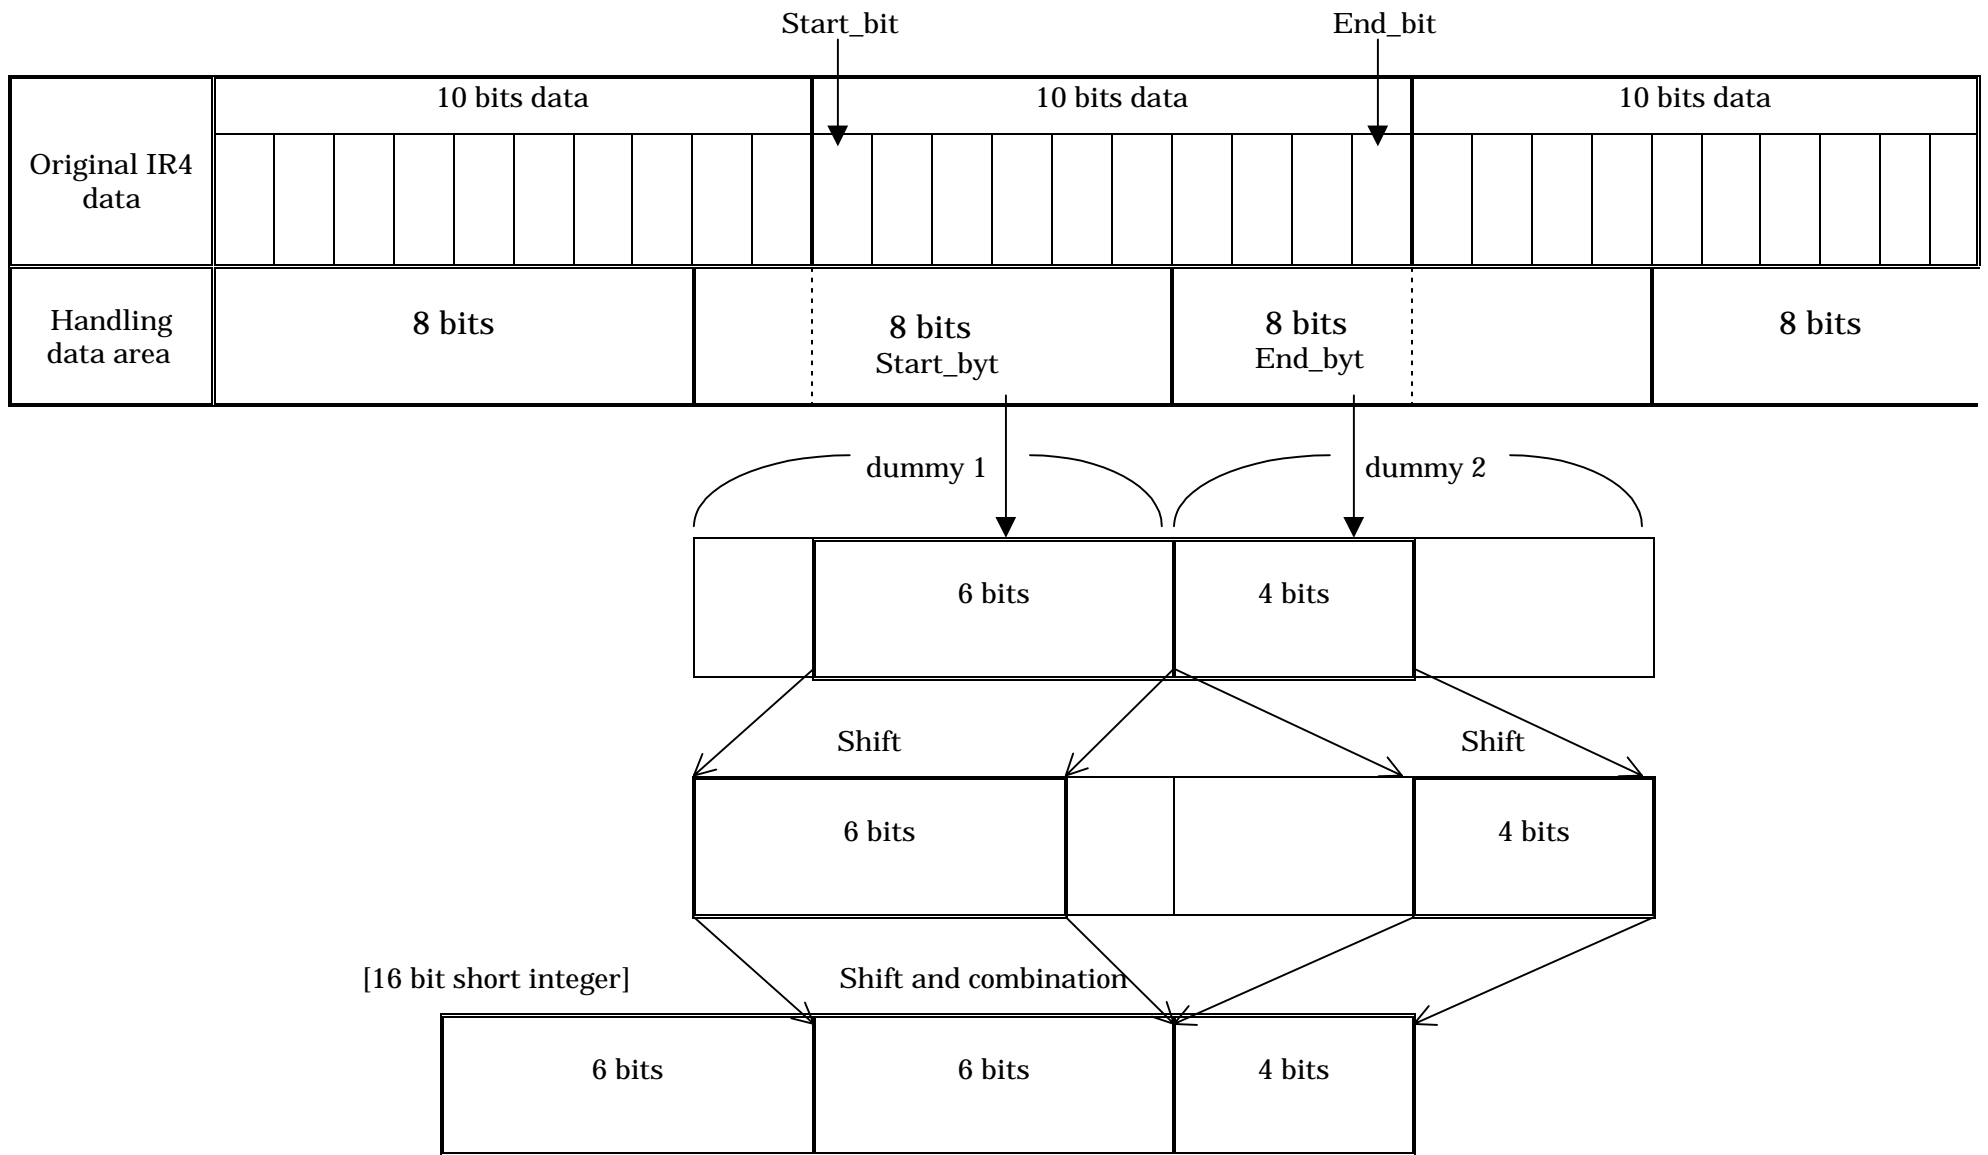 Start_bit
End_bit
10 bits data
10 bits data
10 bits data
Original IR4
data
Handling
data area
8 bits
8 bits
Start_byt
8 bits
End_byt
8 bits
dummy 1
dummy 2
6 bits
4 bits
Shift
Shift
6 bits
4 bits
[16 bit short integer]
Shift and combination
6 bits
6 bits
4 bits